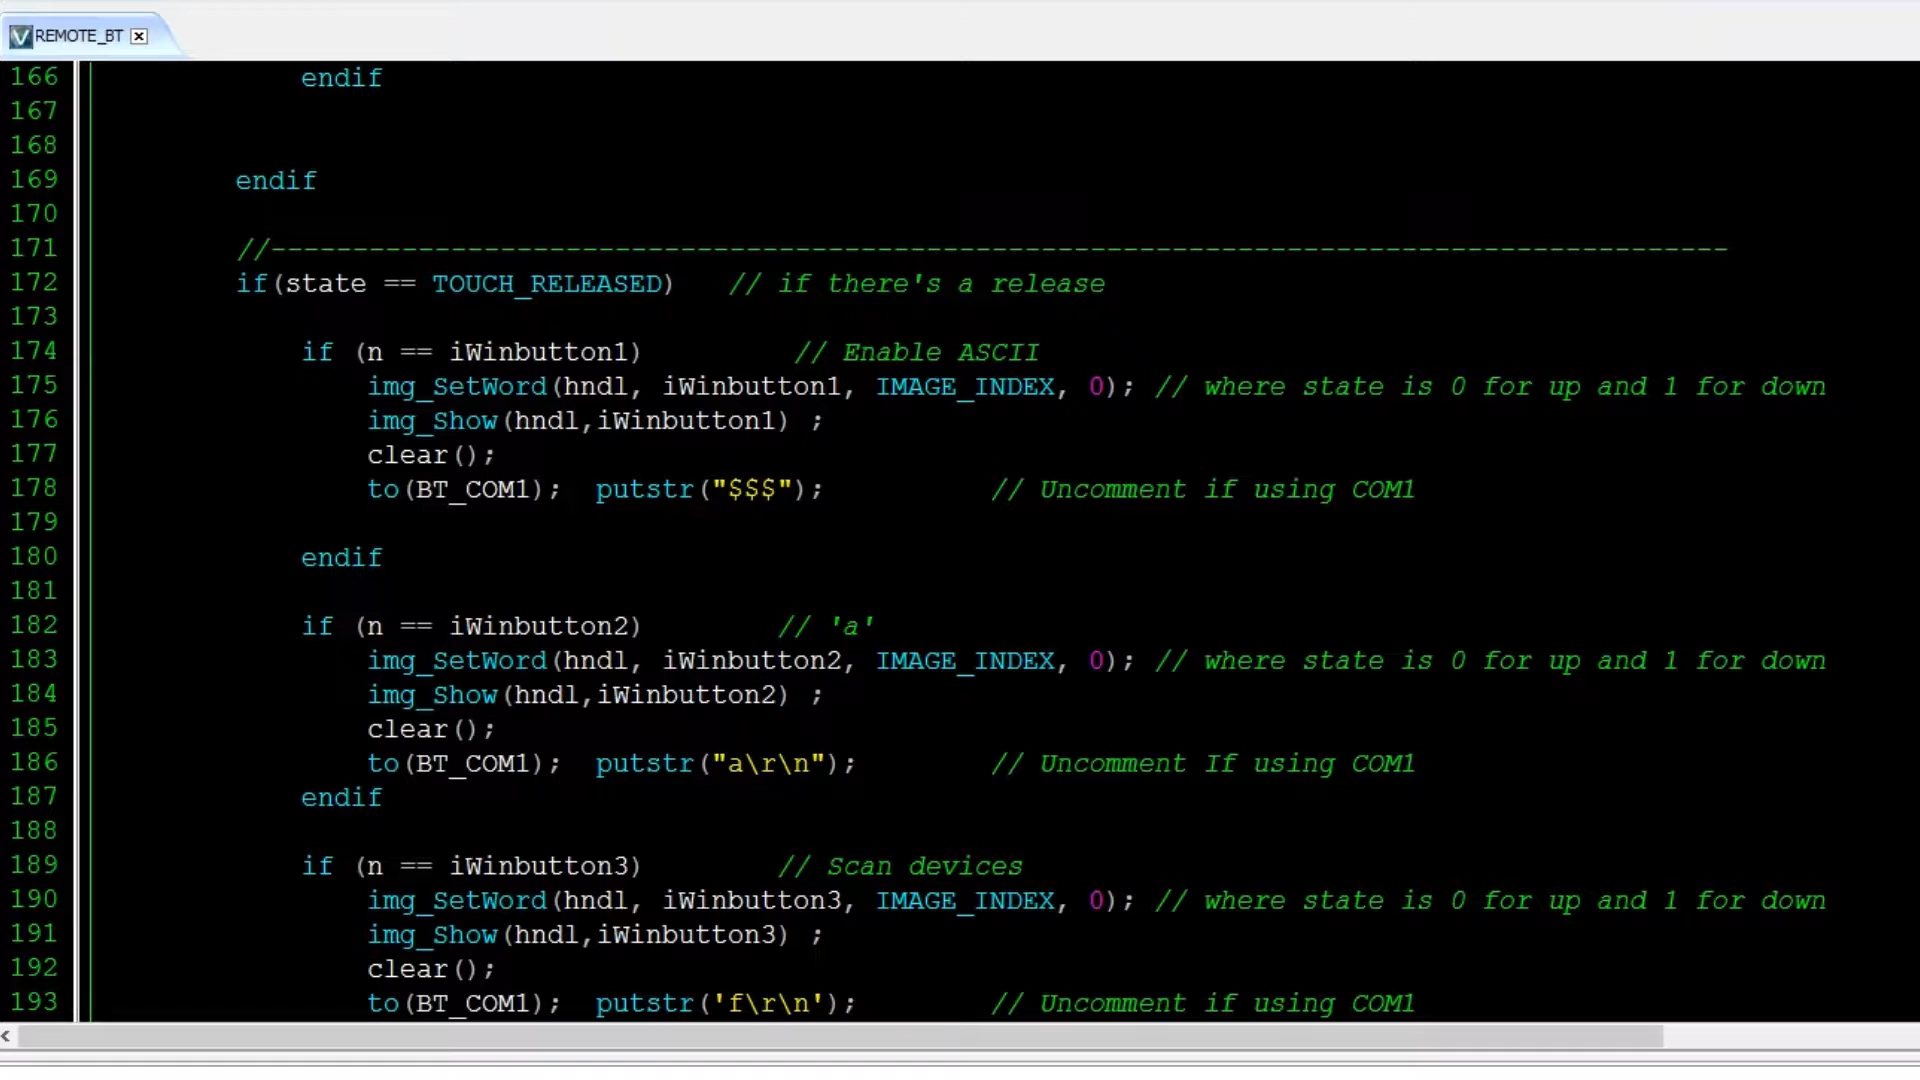 REMOTE_BT
166 endif
167
168
169 endif
170
171 //-----------------------------------------------------------------------------------------
172 if(state == TOUCH_RELEASED) // if there's a release
173
174 if (n == iWinbutton1) // Enable ASCII
175 img_SetWord(hndl, iWinbutton1, IMAGE_INDEX, 0); // where state is 0 for up and 1 for down
176 img_Show(hndl,iWinbutton1) ;
177 clear();
178 to(BT_COM1); putstr("$$$"); // Uncomment if using COM1
179
180 endif
181
182 if (n == iWinbutton2) // 'a'
183 img_SetWord(hndl, iWinbutton2, IMAGE_INDEX, 0); // where state is 0 for up and 1 for down
184 img_Show(hndl,iWinbutton2) ;
185 clear();
186 to(BT_COM1); putstr("a\r\n"); // Uncomment If using COM1
187 endif
188
189 if (n == iWinbutton3) // Scan devices
190 img_SetWord(hndl, iWinbutton3, IMAGE_INDEX, 0); // where state is 0 for up and 1 for down
191 img_Show(hndl,iWinbutton3) ;
192 clear();
193 to(BT_COM1); putstr('f\r\n'); // Uncomment if using COM1